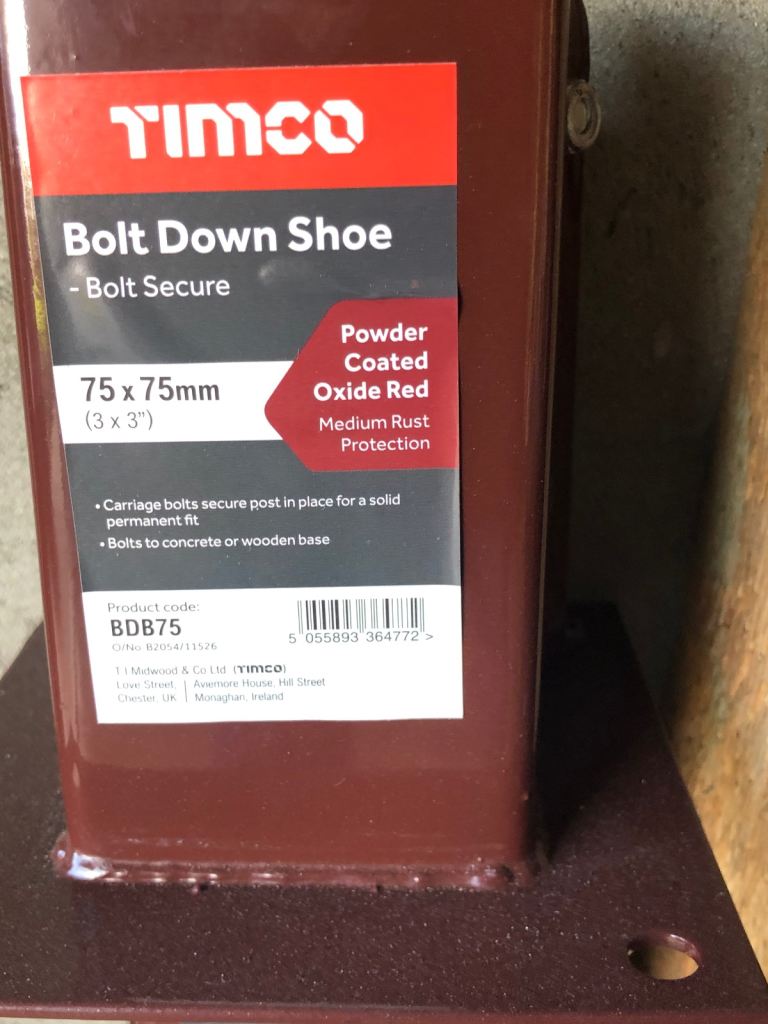 TIMCO
Bolt Down Shoe
- Bolt Secure
Powder
Coated
Oxide Red
Medium Rust
Protection
75 x 75mm
(3 x 3")
• Carriage bolts secure post in place for a solid
permanent fit
• Bolts to concrete or wooden base
Product code:
BDB75
O/No B2054/11526
5 055893 364772 >
T I Midwood & Co Ltd (TIMCO)
Love Street, | Aviemore House, Hill Street
Chester, UK | Monaghan, Ireland